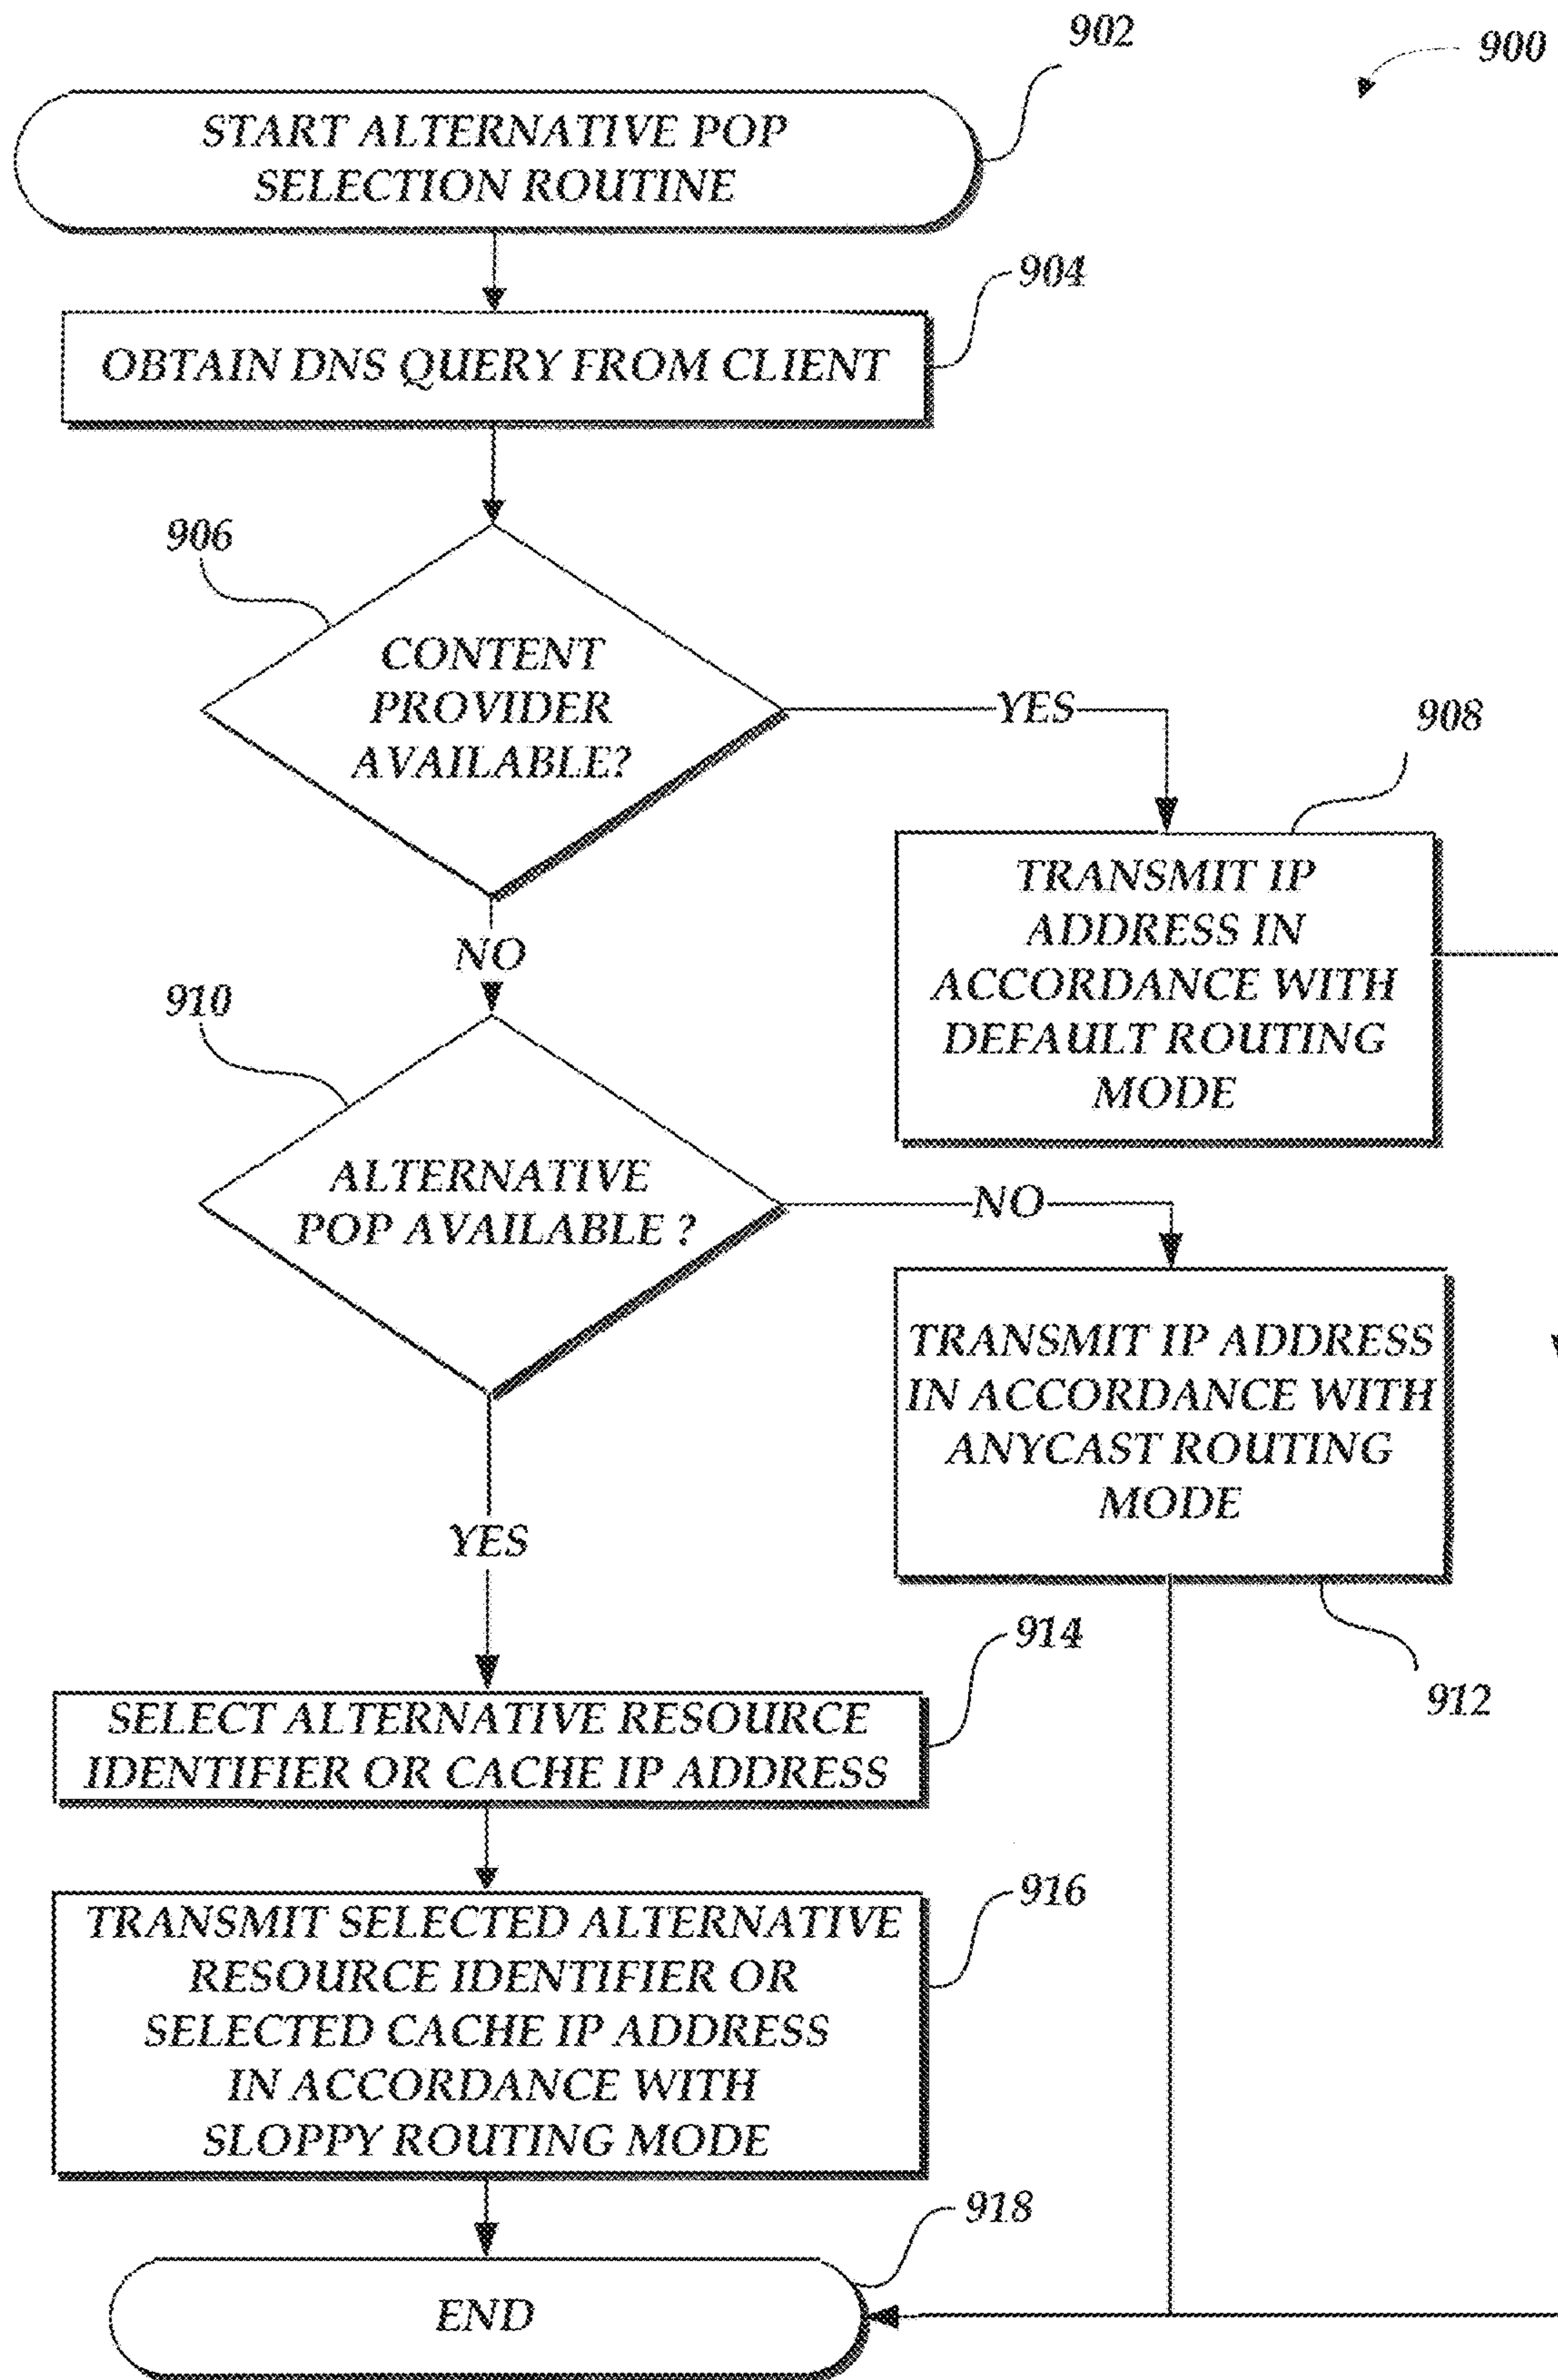 902
900
START ALTERNATIVE POP
SELECTION ROUTINE
904
OBTAIN DNS QUERY FROM CLIENT
906
CONTENT
PROVIDER
AVAILABLE?
YES
908
TRANSMIT IP
ADDRESS IN
ACCORDANCE WITH
DEFAULT ROUTING
MODE
NO
910
ALTERNATIVE
POP AVAILABLE ?
NO
TRANSMIT IP ADDRESS
IN ACCORDANCE WITH
ANYCAST ROUTING
MODE
912
YES
914
SELECT ALTERNATIVE RESOURCE
IDENTIFIER OR CACHE IP ADDRESS
916
TRANSMIT SELECTED ALTERNATIVE
RESOURCE IDENTIFIER OR
SELECTED CACHE IP ADDRESS
IN ACCORDANCE WITH
SLOPPY ROUTING MODE
918
END